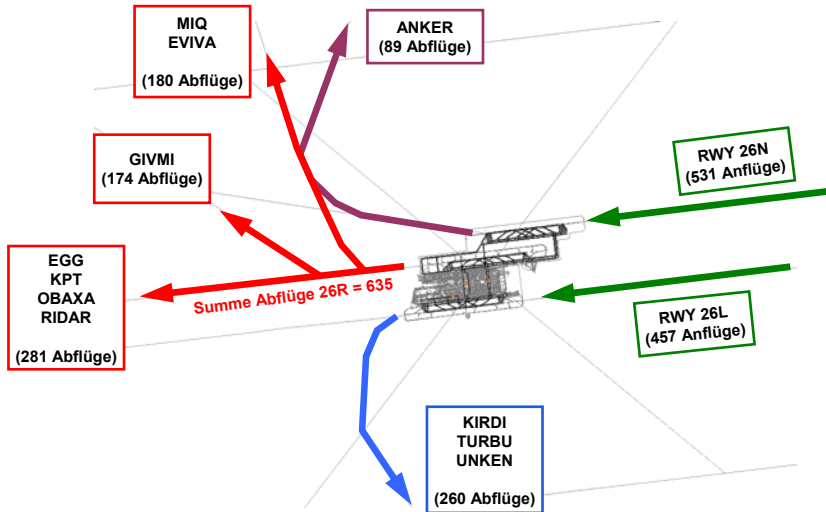 MIQ
EVIVA
(180 Abflüge)
ANKER
(89 Abflüge)
GIVMI
(174 Abflüge)
RWY 26N
(531 Anflüge)
EGG
KPT
OBAXA
RIDAR
(281 Abflüge)
Summe Abflüge 26R = 635
RWY 26L
(457 Anflüge)
KIRDI
TURBU
UNKEN
(260 Abflüge)